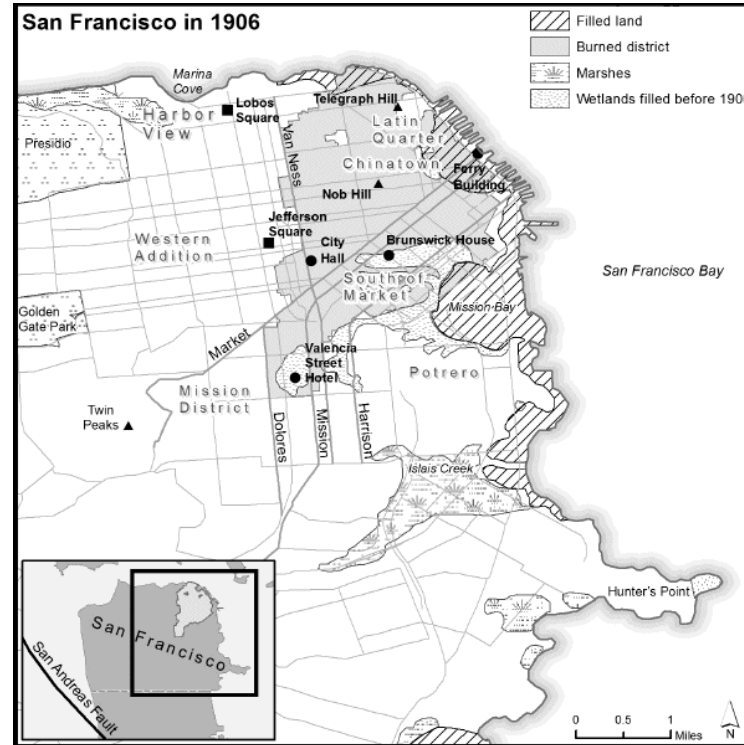 San Francisco in 1906
Filled land
Burned district
Marshes
Wetlands filled before 190
Marina
Cove
Telegraph Hill
Lobos
Square
Harbor
View
Latin
Quarter
Presidio
Van Ness
Chinatown
Ferry
Building
Nob Hill
Jefferson
Square
Western
Addition
City
Hall
Brunswick House
South of
Market
San Francisco Bay
Mission Bay
Golden
Gate Park
Market
Valencia
Street
Hotel
Potrero
Mission
District
Twin
Peaks
Dolores
Mission
Harrison
Islais Creek
Hunter's Point
San Francisco
San Andreas Fault
0 0.5 1
Miles
N